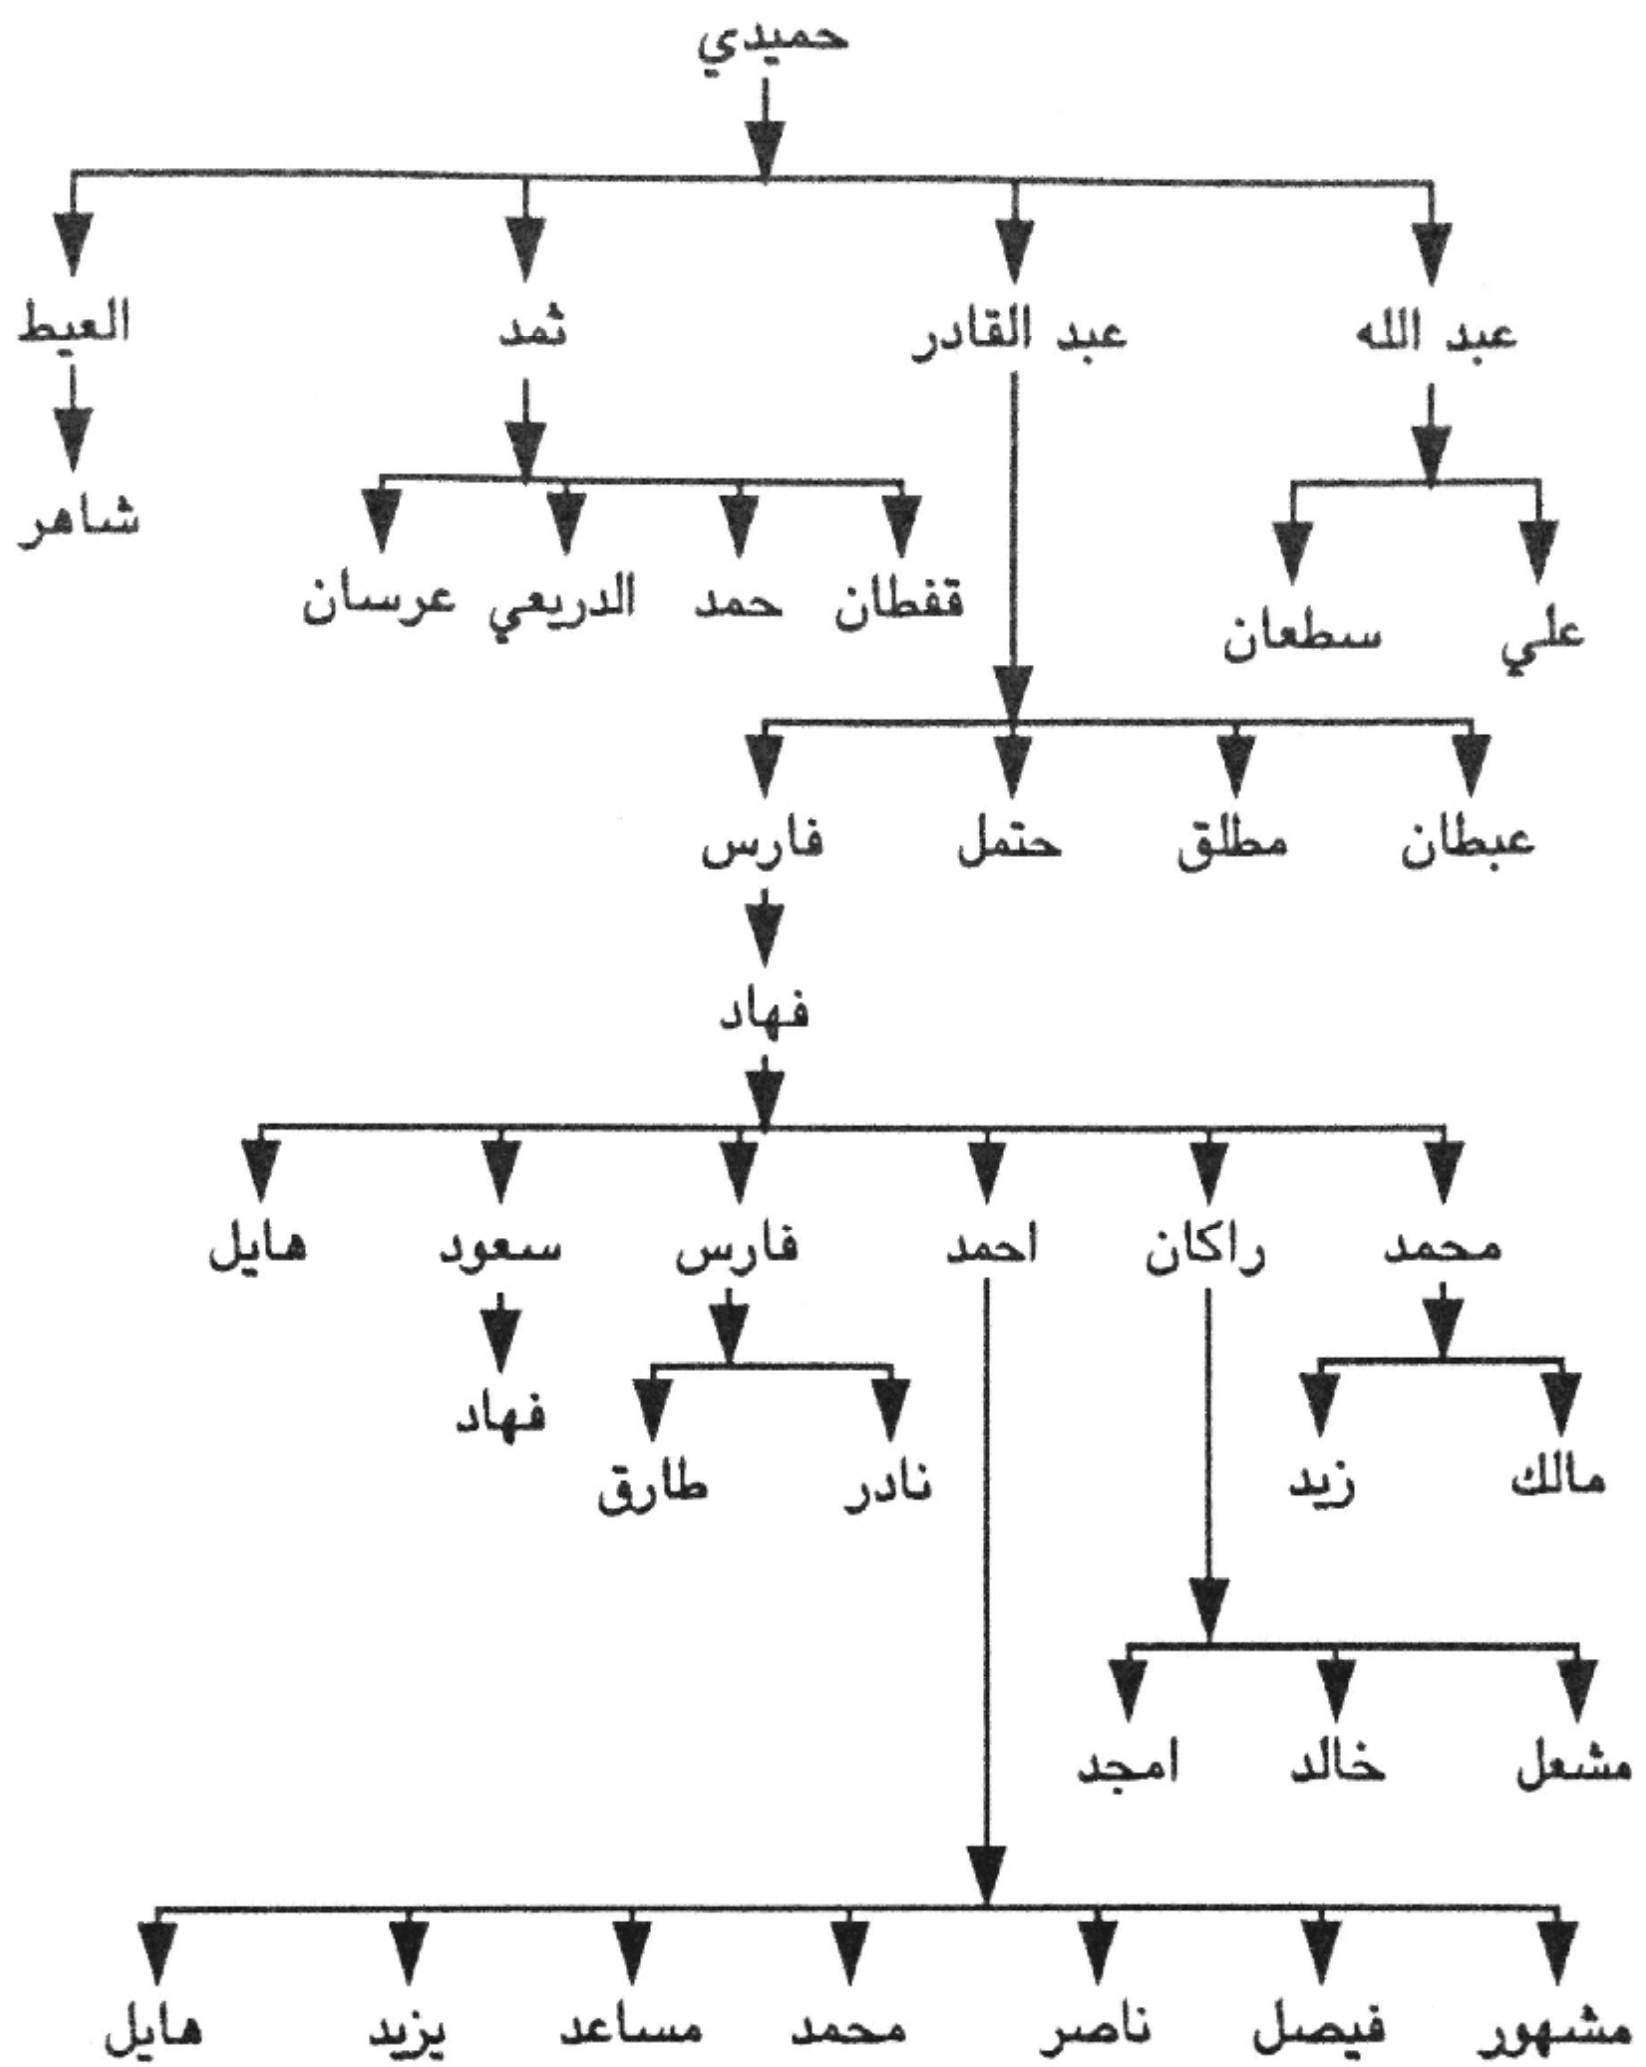 حميدي
عبد الله عبد القادر ثمد العيط
شاهر
قفطان حمد الدريعي عرسان
علي سطعان
عبطان مطلق حتمل فارس
فهاد
محمد راكان احمد فارس سعود هايل
فهاد
مالك زيد نادر طارق
مشعل خالد امجد
مشهور فيصل ناصر محمد مساعد يزيد هايل